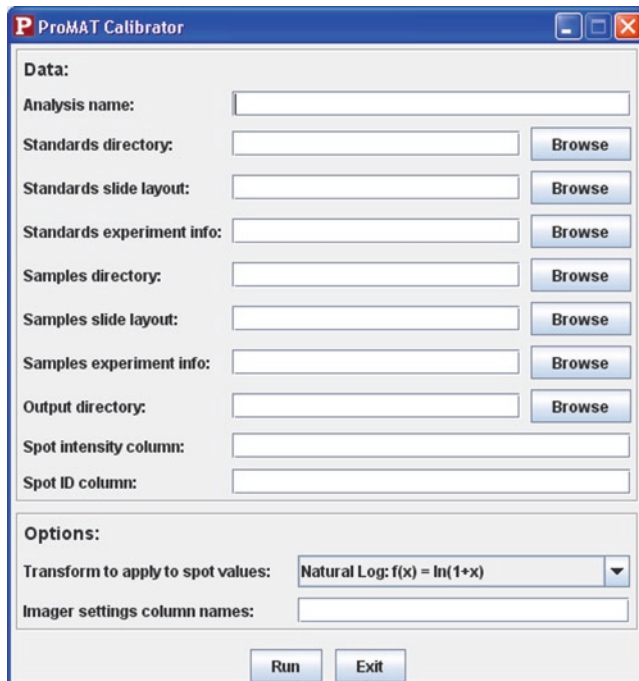 P ProMAT Calibrator
Data:
Analysis name:
Standards directory: Browse
Standards slide layout: Browse
Standards experiment info: Browse
Samples directory: Browse
Samples slide layout: Browse
Samples experiment info: Browse
Output directory: Browse
Spot intensity column:
Spot ID column:
Options:
Transform to apply to spot values: Natural Log: f(x) = ln(1+x)
Imager settings column names:
Run Exit